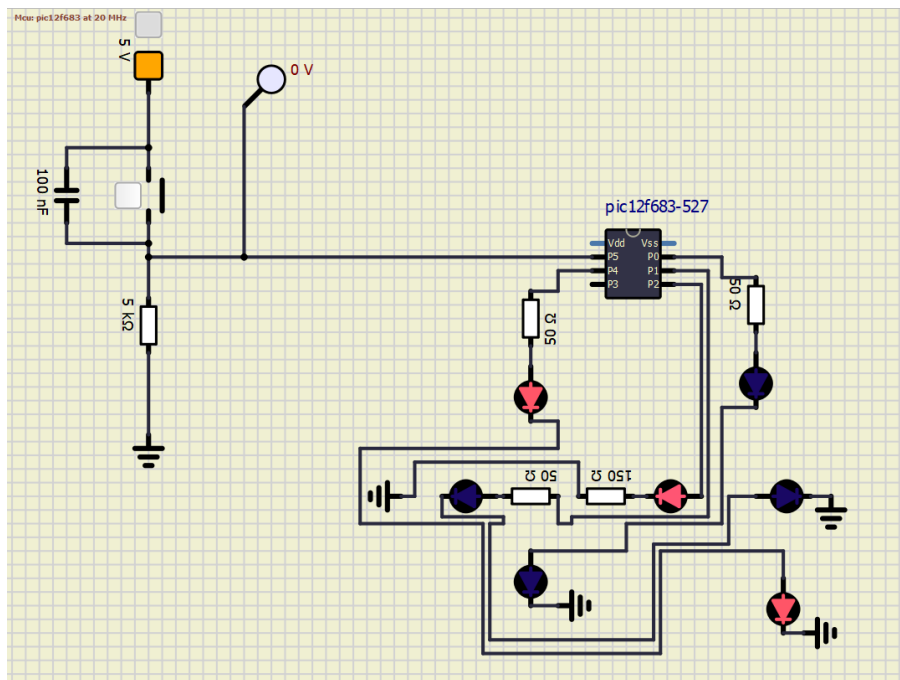 Mcu: pic12f683 at 20 MHz
5 V
0 V
100 nF
pic12f683-527
Vdd Vss
P5 P0
P4 P1
P3 P2
50 Ω
50 Ω
5 kΩ
50 Ω
150 Ω